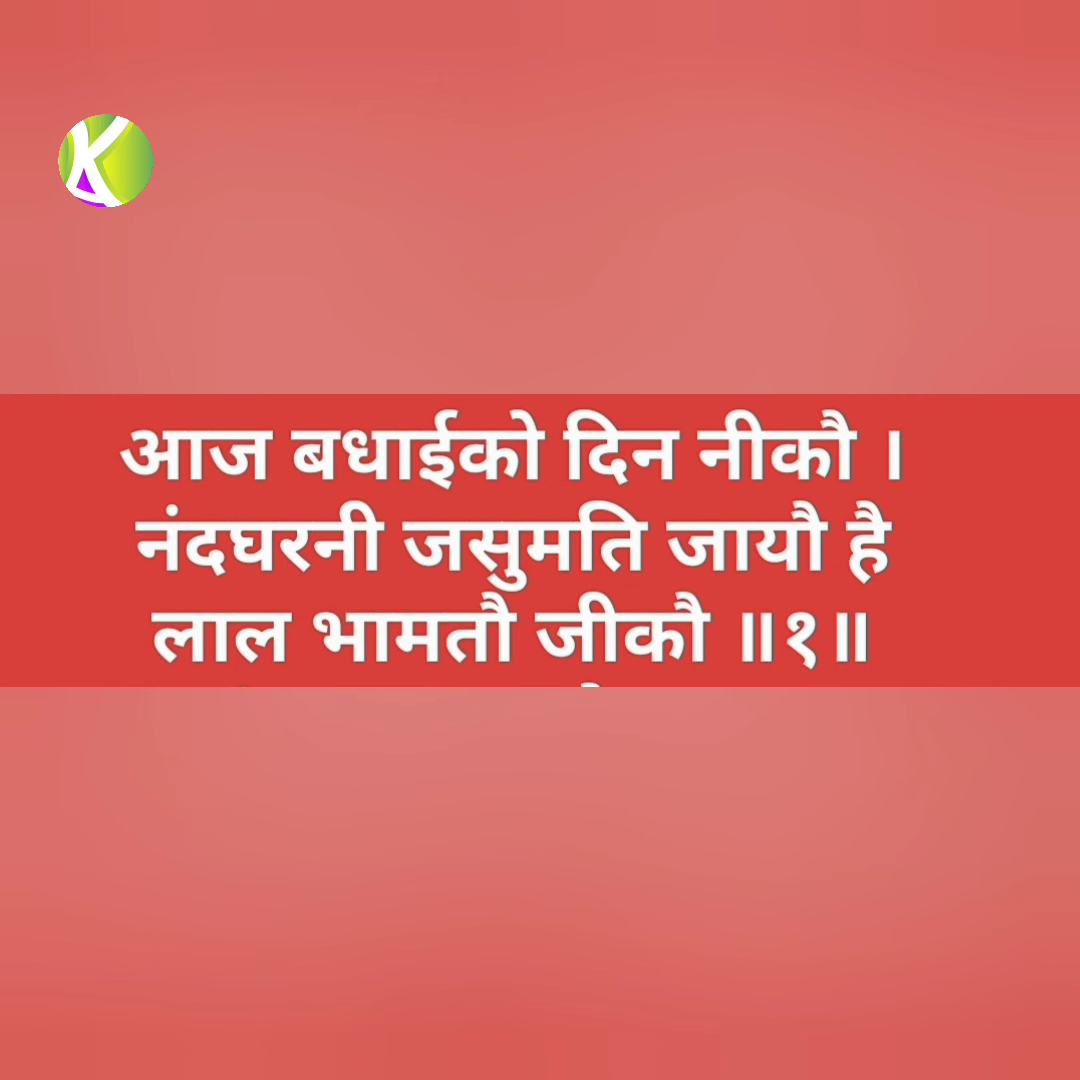 आज बधाईको दिन नीकौ ।
नंदघरनी जसुमति जायौ है
लाल भामतौ जीकौ ॥१॥